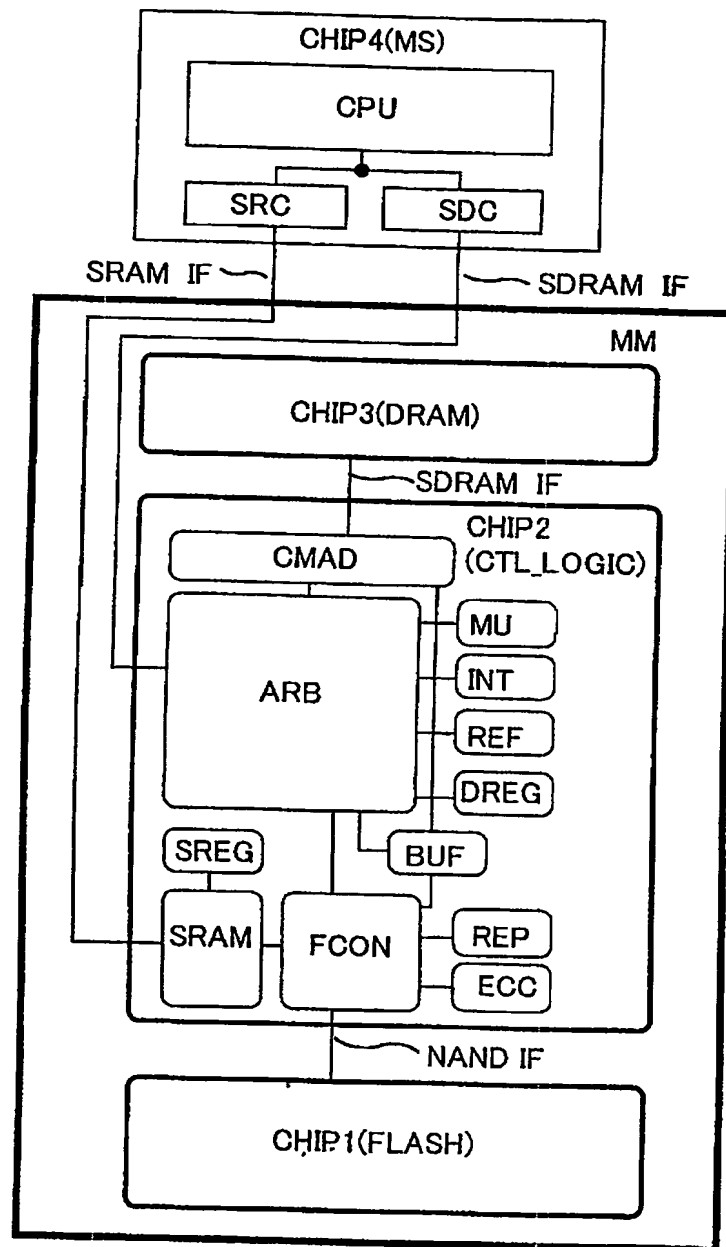 CHIP4(MS)
CPU
SRC
SDC
SRAM IF
SDRAM IF
MM
CHIP3(DRAM)
SDRAM IF
CHIP2
(CTL_LOGIC)
CMAD
MU
ARB
INT
REF
DREG
SREG
BUF
SRAM
FCON
REP
ECC
NAND IF
CHIP1(FLASH)